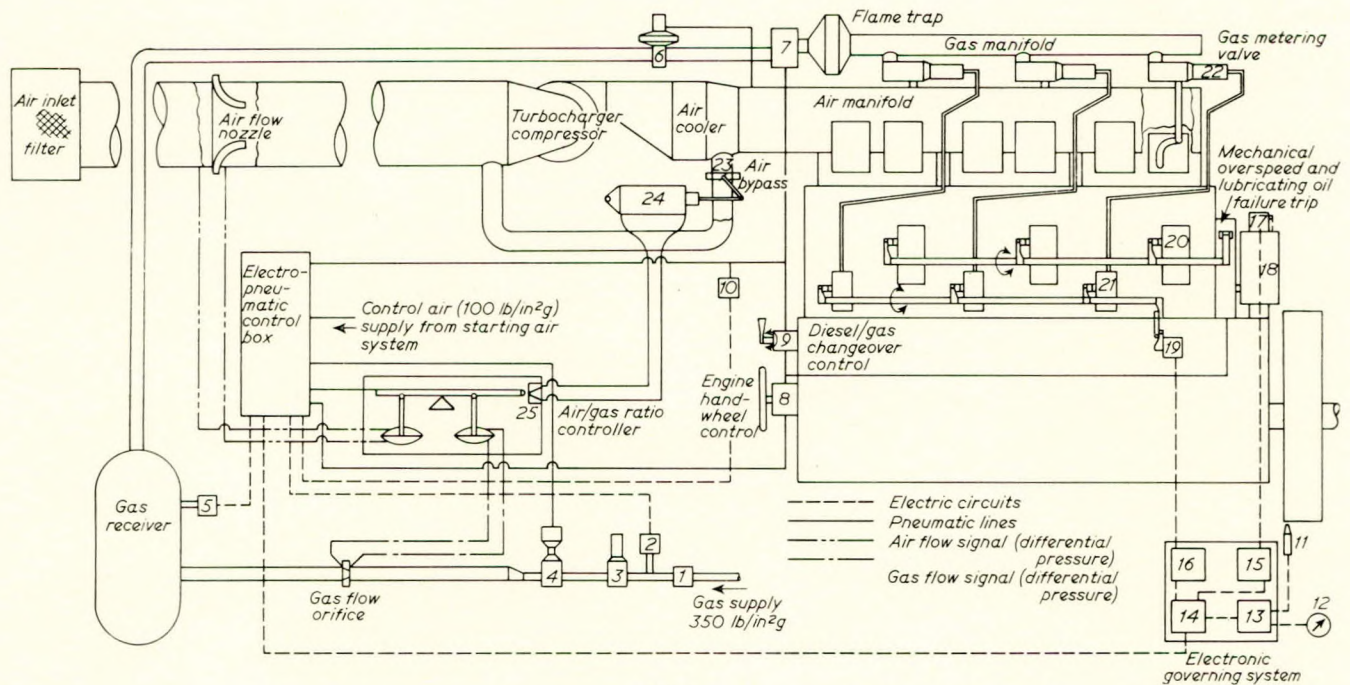 Flame trap
Gas manifold
Gas metering
valve
6
7
22
Air inlet
filter
Air flow
nozzle
Turbocharger
compressor
Air
cooler
Air manifold
23
Air
bypass
24
Mechanical
overspeed and
lubricating oil
failure trip
17
18
20
21
19
Electro-
pneu-
matic
control
box
10
Control air (100 lb/in²g)
supply from starting air
system
9
Diesel/gas
changeover
control
Engine
hand-
wheel
control
8
25
Air/gas ratio
controller
Gas
receiver
5
Gas flow
orifice
4
3
2
1
Gas supply
350 lb/in²g
Electric circuits
Pneumatic lines
Air flow signal (differential
pressure)
Gas flow signal (differential
pressure)
11
12
16
15
14
13
Electronic
governing system